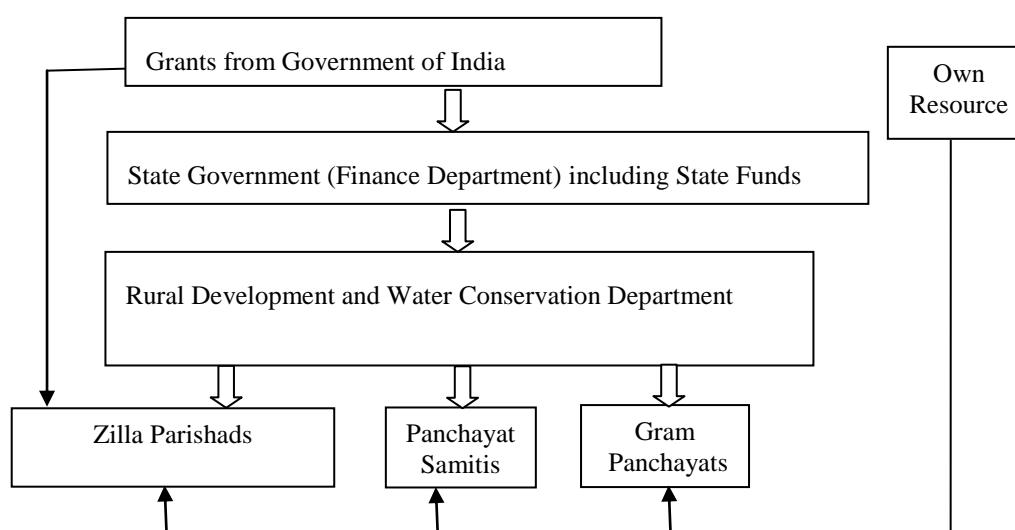 Grants from Government of India
Own
Resource
State Government (Finance Department) including State Funds
Rural Development and Water Conservation Department
Zilla Parishads
Panchayat
Samitis
Gram
Panchayats